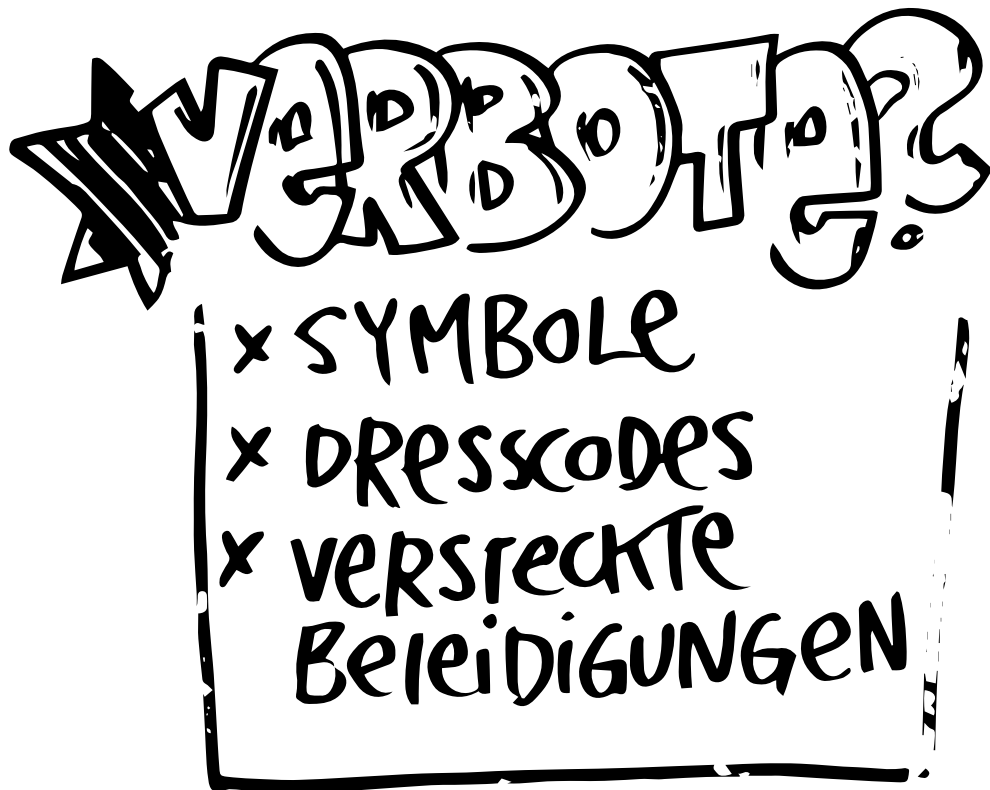 VERBOTE?
x SYMBOLE
x DRESSCODES
x VERSTECKTE
BELEIDIGUNGEN